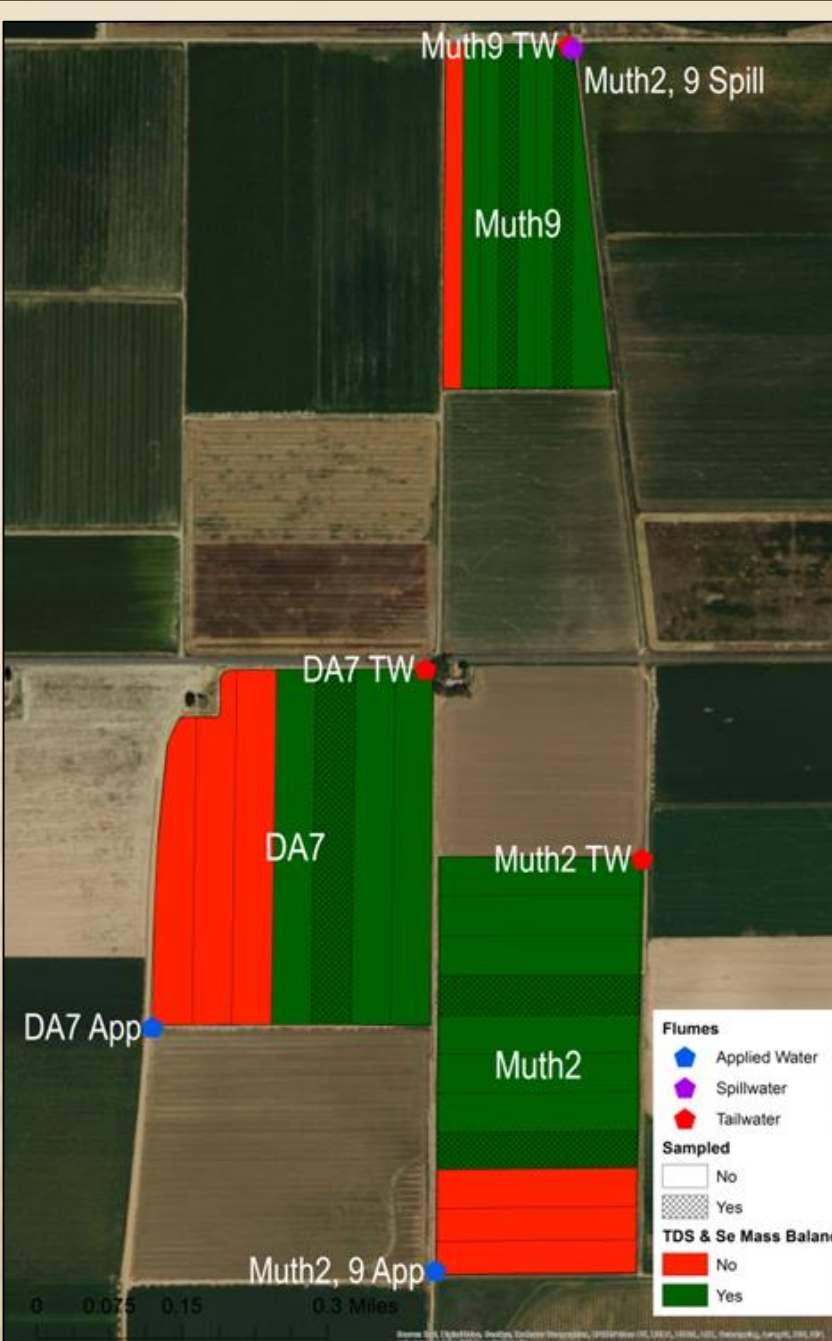 Muth9 TW
Muth2, 9 Spill
Muth9
DA7 TW
DA7
Muth2 TW
DA7 App
Muth2
Muth2, 9 App
0 0.075 0.15 0.3 Miles
Flumes
Applied Water
Spillwater
Tailwater
Sampled
No
Yes
TDS & Se Mass Balan
No
Yes